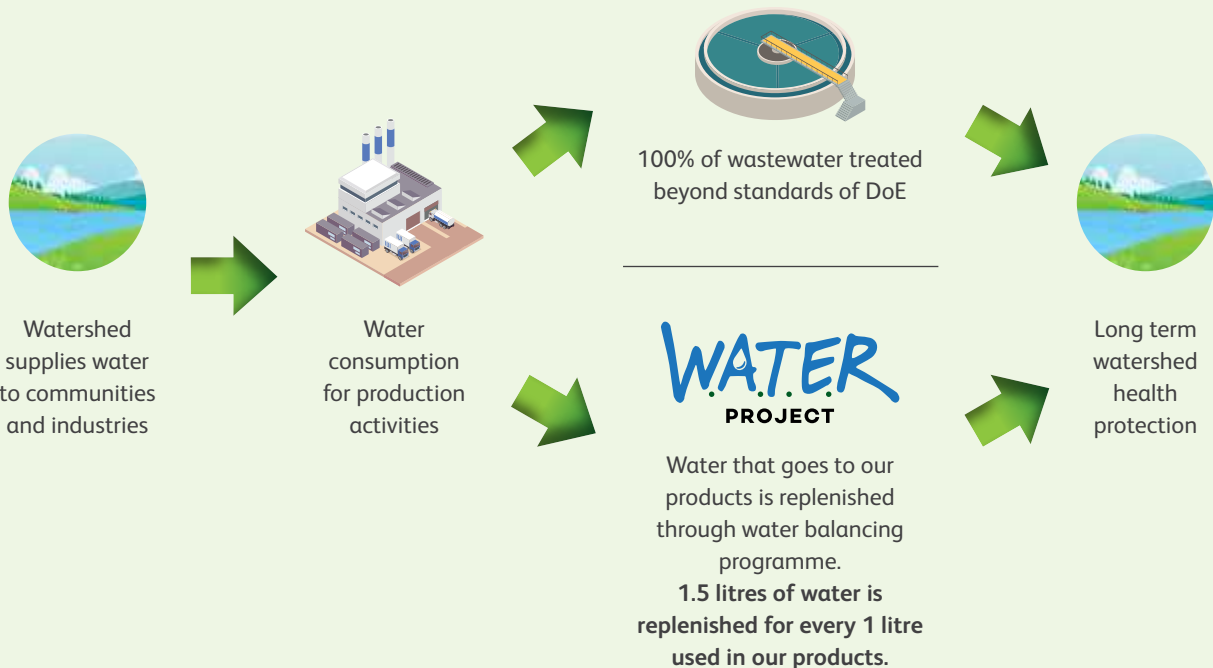 Watershed
supplies water
to communities
and industries
Water
consumption
for production
activities
100% of wastewater treated
beyond standards of DoE
W.A.T.E.R
PROJECT
Water that goes to our
products is replenished
through water balancing
programme.
1.5 litres of water is
replenished for every 1 litre
used in our products.
Long term
watershed
health
protection